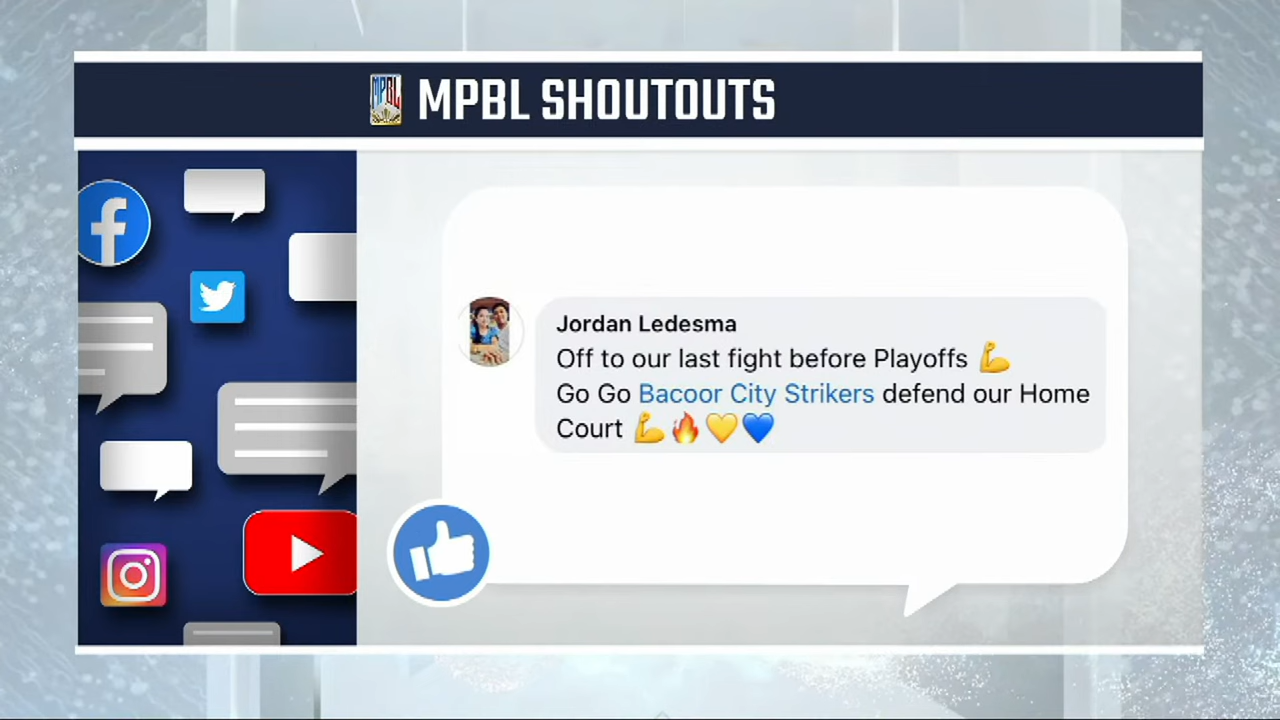 MPBL
MPBL SHOUTOUTS
Jordan Ledesma
Off to our last fight before Playoffs 💪
Go Go Bacoor City Strikers defend our Home
Court 💪🔥💛💙